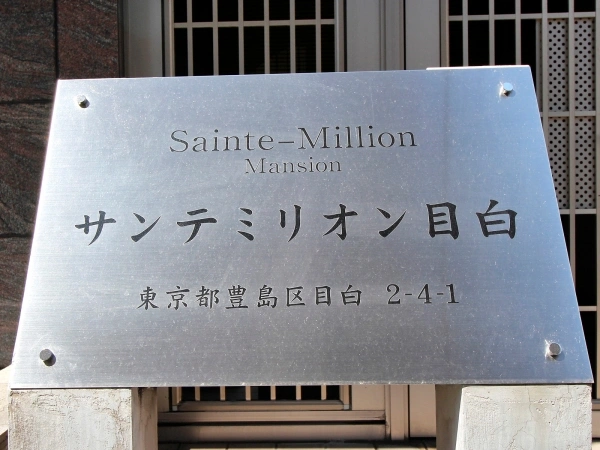 Sainte-Million
Mansion
サンテミリオン目白
東京都豊島区目白 2-4-1